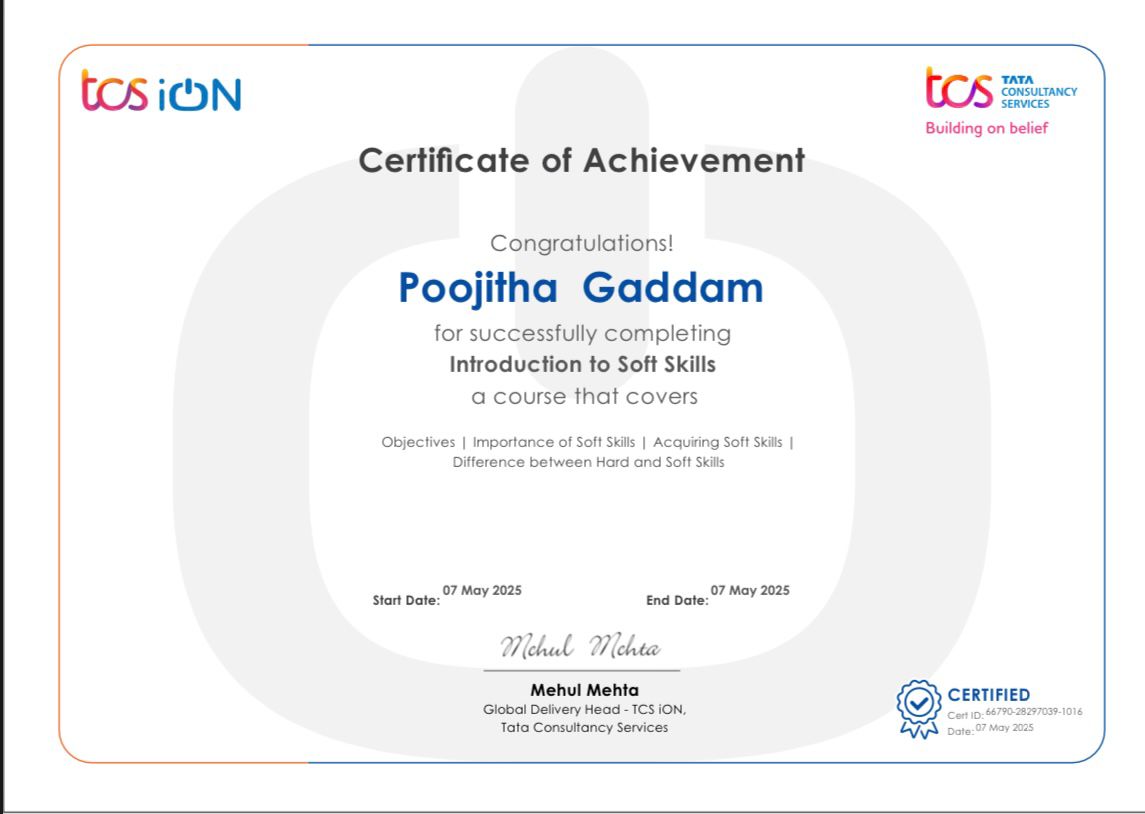 tcs iON
tcs TATA
CONSULTANCY
SERVICES
Building on belief
Certificate of Achievement
Congratulations!
Poojitha Gaddam
for successfully completing
Introduction to Soft Skills
a course that covers
Objectives | Importance of Soft Skills | Acquiring Soft Skills |
Difference between Hard and Soft Skills
Start Date: 07 May 2025
End Date: 07 May 2025
Mehul Mehta
Mehul Mehta
Global Delivery Head - TCS iON,
Tata Consultancy Services
CERTIFIED
Cert ID: 66790-28297039-1016
Date: 07 May 2025